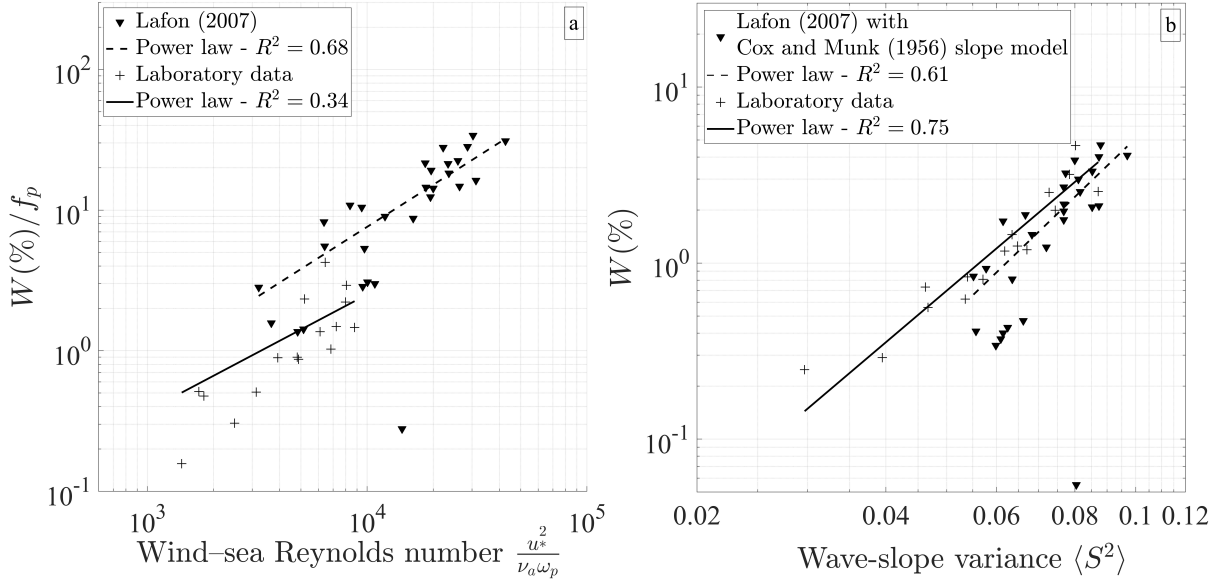 Lafon (2007)
Power law - R² = 0.68
Laboratory data
Power law - R² = 0.34
a
10²
10¹
10⁰
10⁻¹
W(%)/fₚ
10³
10⁴
10⁵
Wind–sea Reynolds number u*²/νₐωₚ
Lafon (2007) with
Cox and Munk (1956) slope model
Power law - R² = 0.61
Laboratory data
Power law - R² = 0.75
b
10¹
10⁰
10⁻¹
W(%)
0.02
0.04
0.06
0.08
0.1
0.12
Wave-slope variance ⟨S²⟩